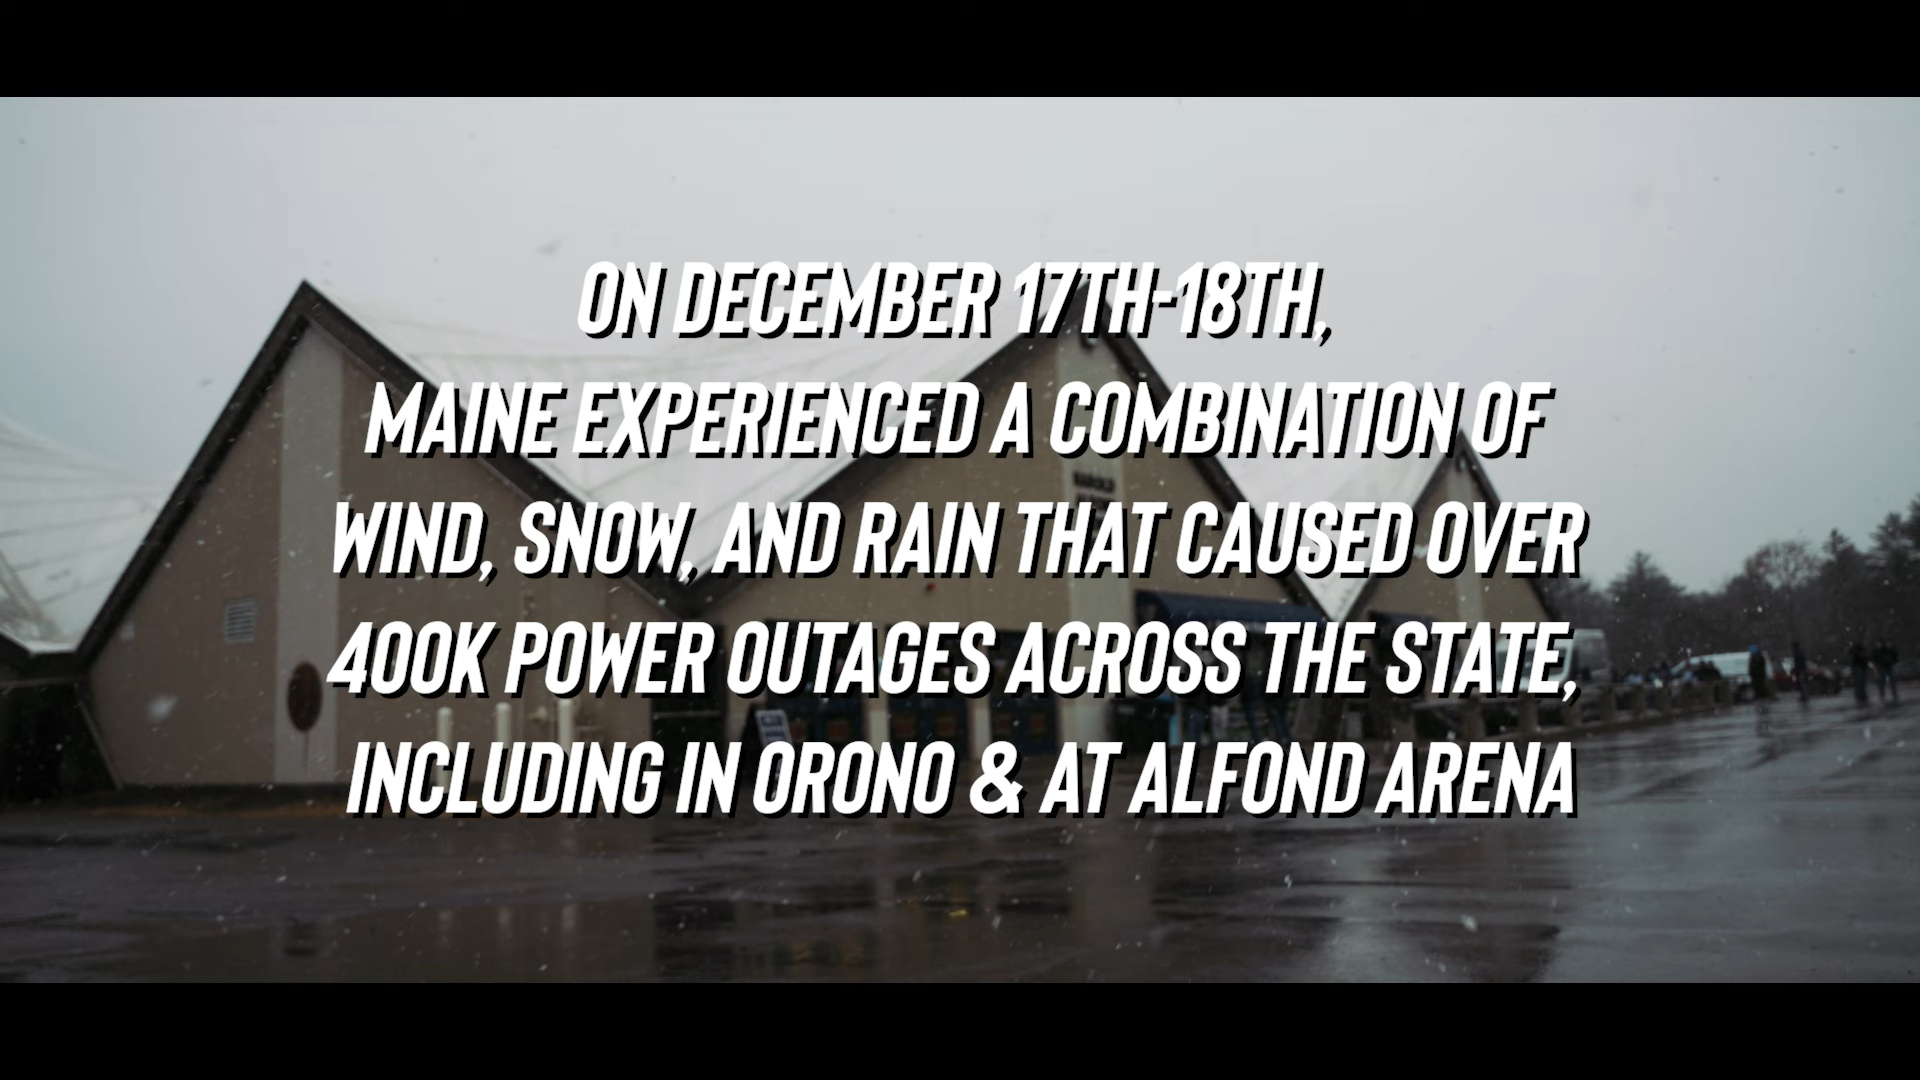 ON DECEMBER 17TH-18TH,
MAINE EXPERIENCED A COMBINATION OF
WIND, SNOW, AND RAIN THAT CAUSED OVER
400K POWER OUTAGES ACROSS THE STATE,
INCLUDING IN ORONO & AT ALFOND ARENA
HAROLD